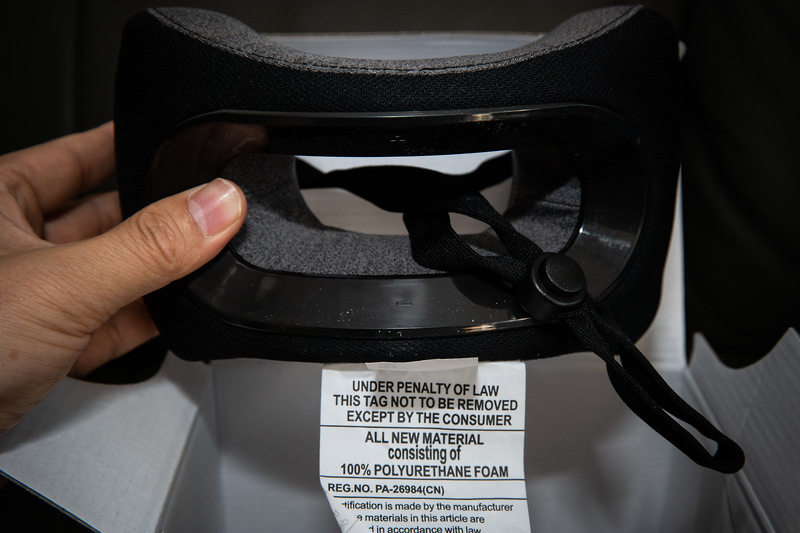 UNDER PENALTY OF LAW
THIS TAG NOT TO BE REMOVED
EXCEPT BY THE CONSUMER
ALL NEW MATERIAL
consisting of
100% POLYURETHANE FOAM
REG.NO. PA-26984(CN)
is made by the manufacturer
materials in this article are
in accordance with law